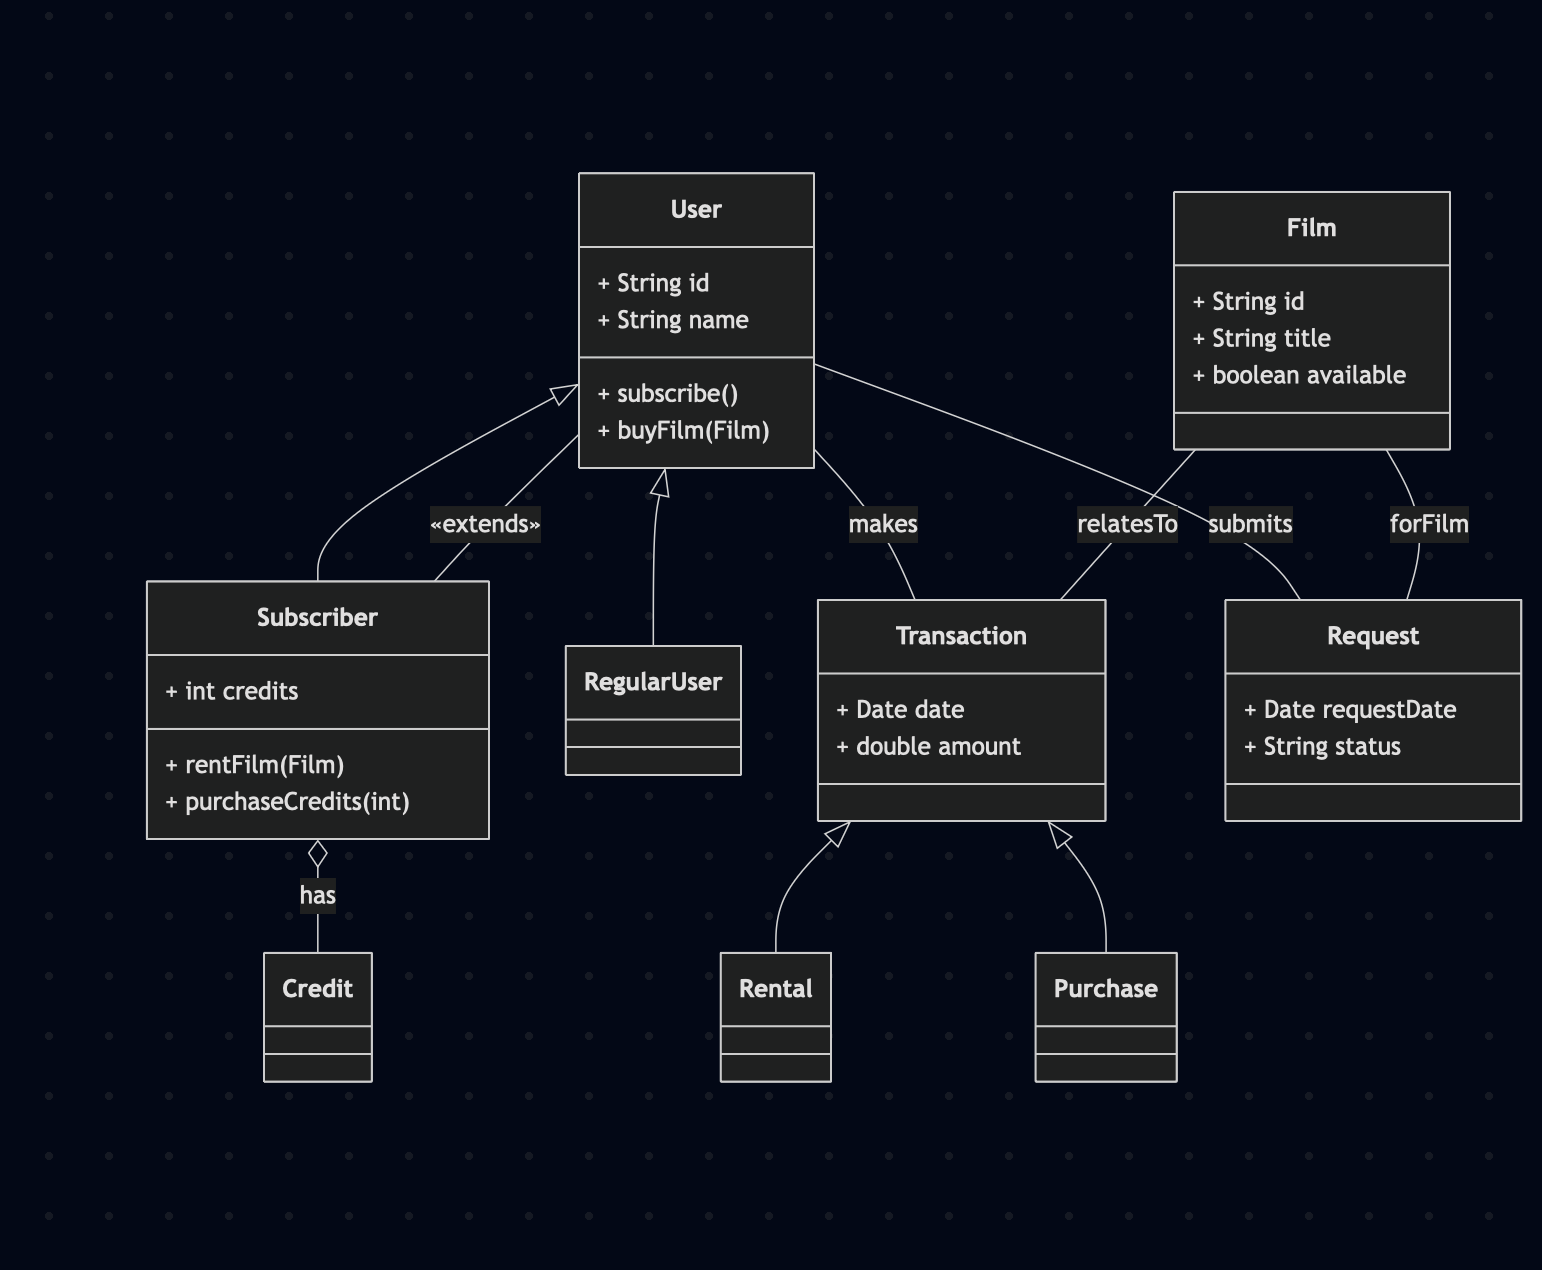 User
+ String id
+ String name
+ subscribe()
+ buyFilm(Film)
Film
+ String id
+ String title
+ boolean available
«extends»
makes
relatesTo
submits
forFilm
Subscriber
+ int credits
+ rentFilm(Film)
+ purchaseCredits(int)
RegularUser
Transaction
+ Date date
+ double amount
Request
+ Date requestDate
+ String status
has
Credit
Rental
Purchase